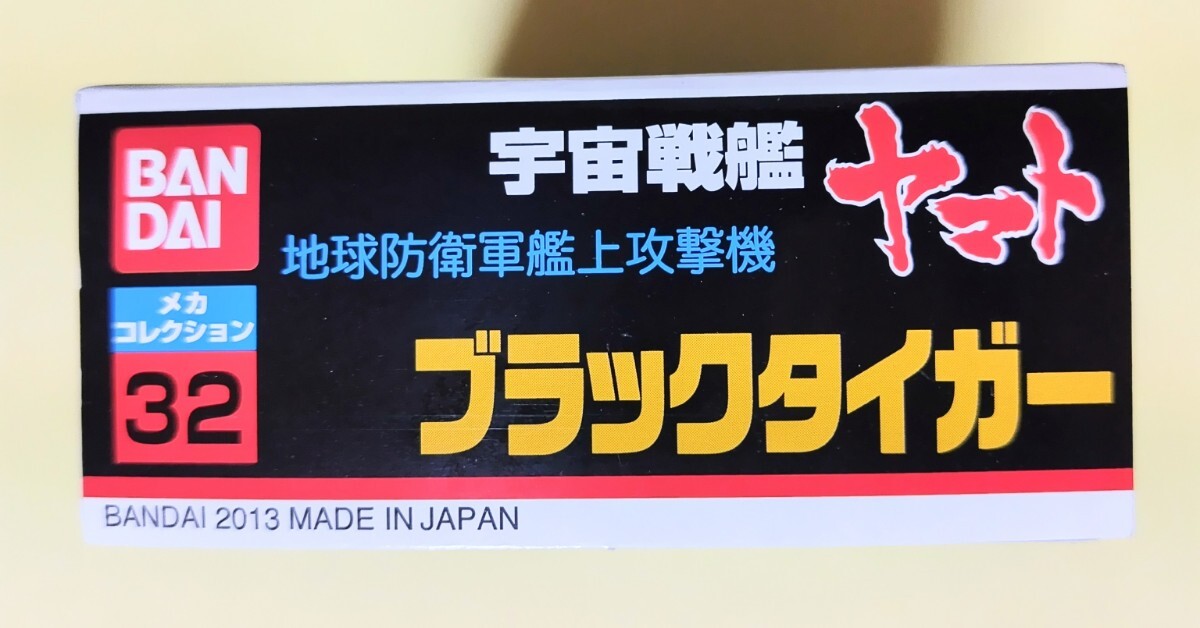 BAN
DAI
宇宙戦艦 ヤマト
地球防衛軍艦上攻撃機
メカ
コレクション
32
ブラックタイガー
BANDAI 2013 MADE IN JAPAN